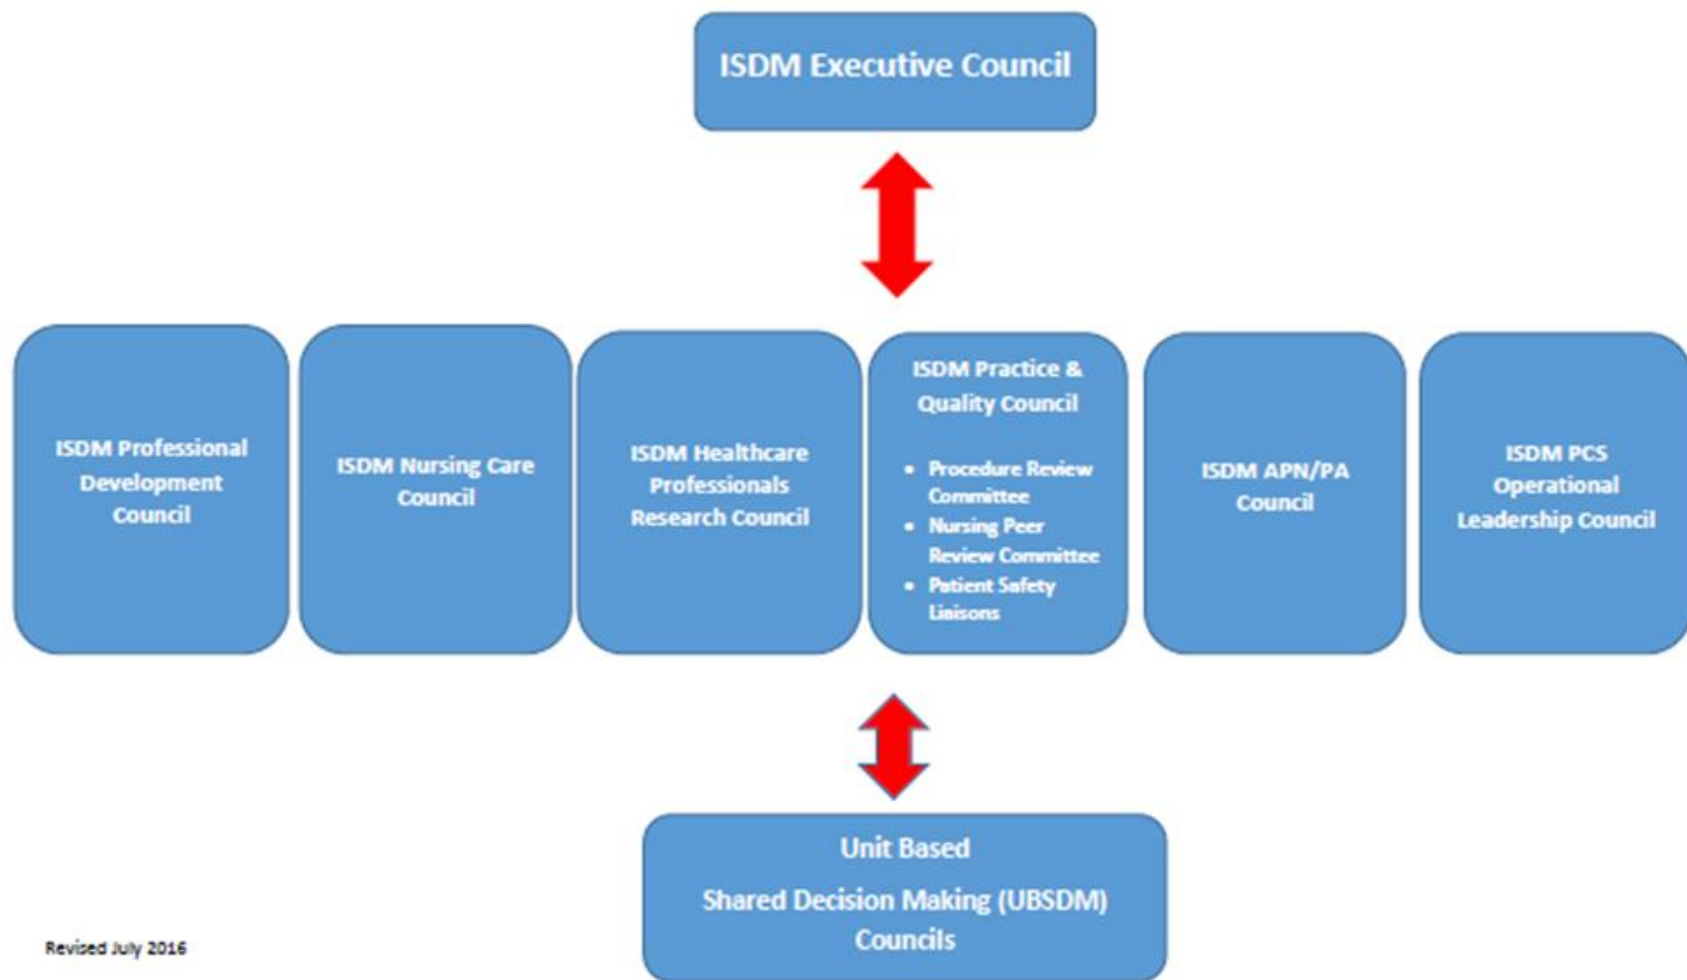 ISDM Executive Council
ISDM Professional
Development
Council
ISDM Nursing Care
Council
ISDM Healthcare
Professionals
Research Council
ISDM Practice &
Quality Council
• Procedure Review
Committee
• Nursing Peer
Review Committee
• Patient Safety
Liaisons
ISDM APN/PA
Council
ISDM PCS
Operational
Leadership Council
Unit Based
Shared Decision Making (UBSDM)
Councils
Revised July 2016